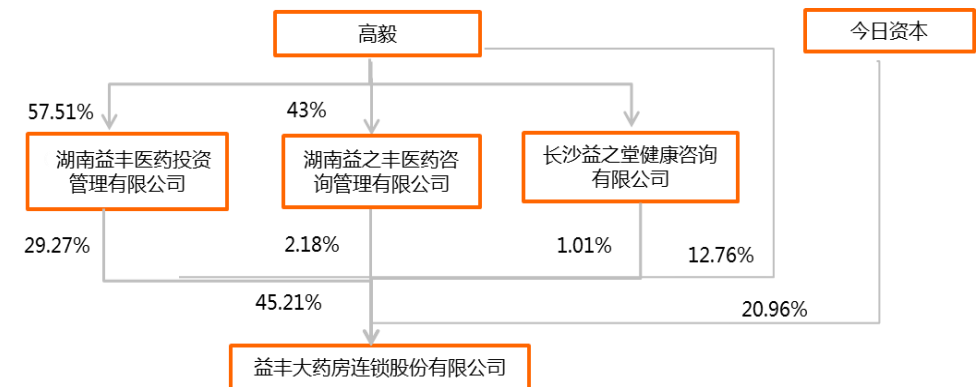 高毅
今日资本
57.51%
43%
湖南益丰医药投资
管理有限公司
湖南益之丰医药咨
询管理有限公司
长沙益之堂健康咨询
有限公司
29.27%
2.18%
1.01%
12.76%
45.21%
20.96%
益丰大药房连锁股份有限公司